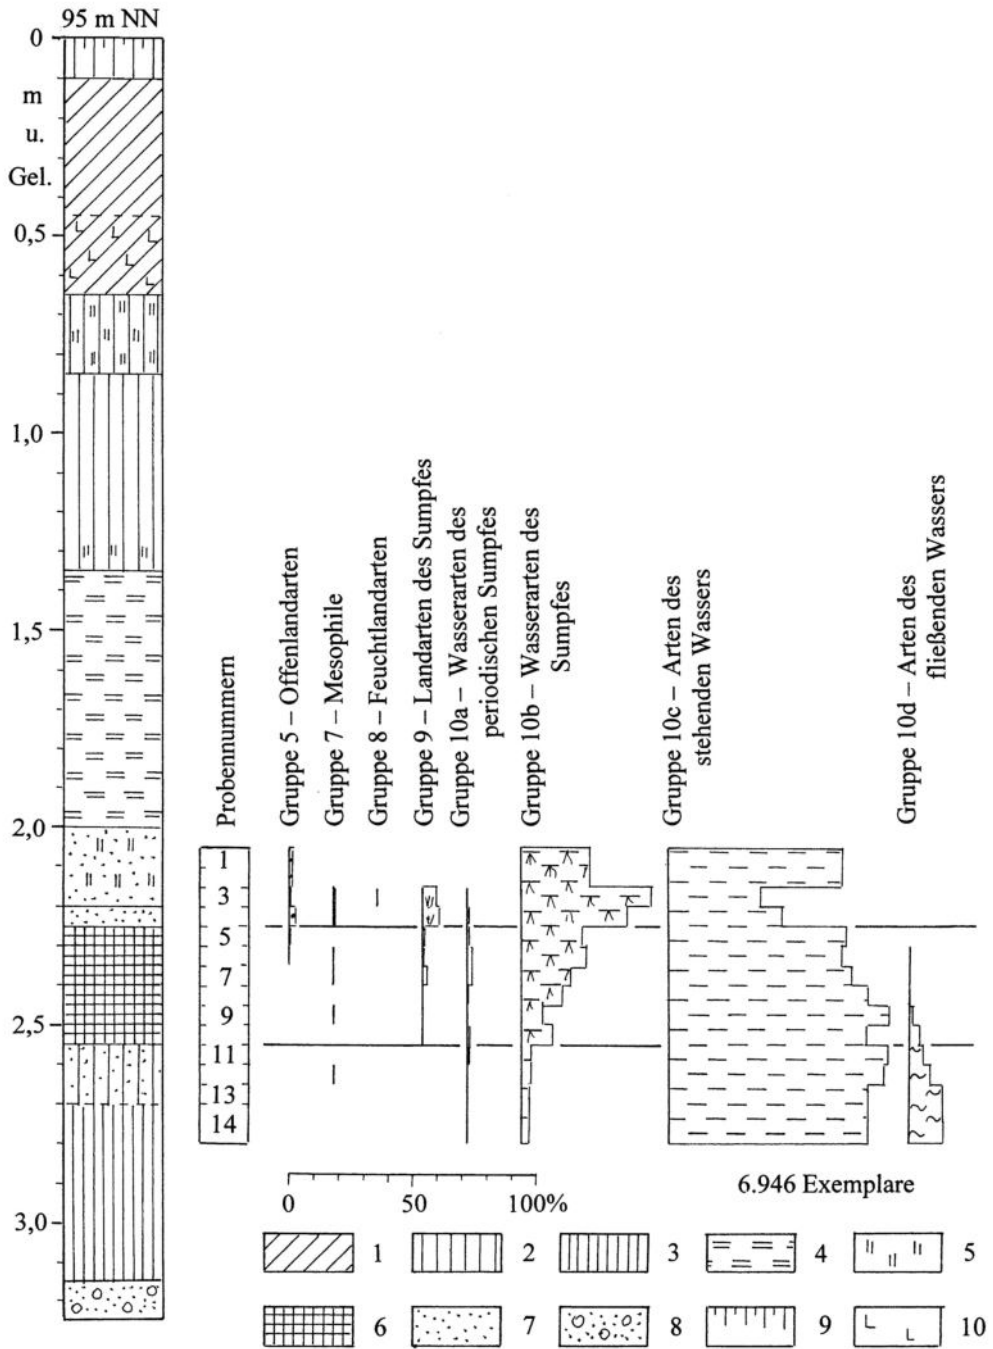 95 m NN
0
m
u.
Gel.
0,5
1,0
1,5
2,0
2,5
3,0
Probennummern
Gruppe 5 – Offenlandarten
Gruppe 7 – Mesophile
Gruppe 8 – Feuchtlandarten
Gruppe 9 – Landarten des Sumpfes
Gruppe 10a – Wasserarten des
periodischen Sumpfes
Gruppe 10b – Wasserarten des
Sumpfes
Gruppe 10c – Arten des
stehenden Wassers
Gruppe 10d – Arten des
fließenden Wassers
1
3
5
7
9
11
13
14
0
50
100%
6.946 Exemplare
1
2
3
4
5
6
7
8
9
10